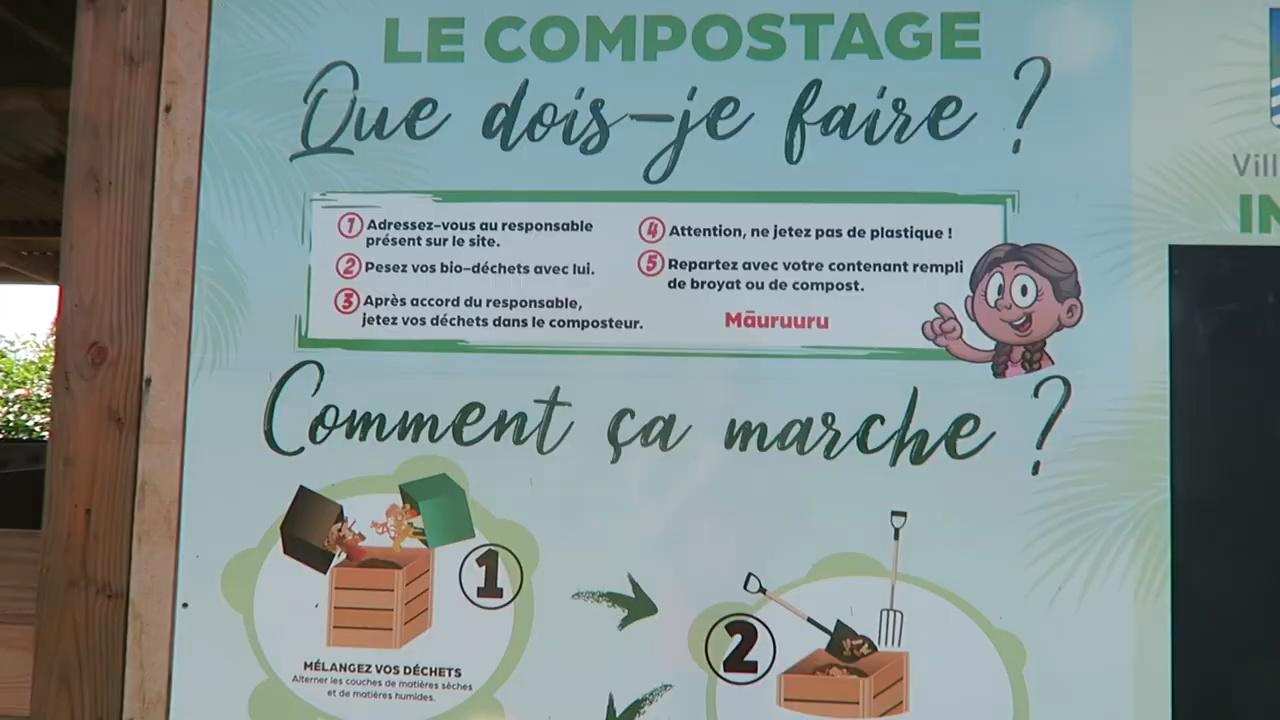 LE COMPOSTAGE
Que dois-je faire ?
1 Adressez-vous au responsable
présent sur le site.
2 Pesez vos bio-déchets avec lui.
3 Après accord du responsable,
jetez vos déchets dans le composteur.
4 Attention, ne jetez pas de plastique !
5 Repartez avec votre contenant rempli
de broyat ou de compost.
Māuruuru
Comment ça marche ?
1
MÉLANGEZ VOS DÉCHETS
Alterner les couches de matières sèches
et de matières humides.
2